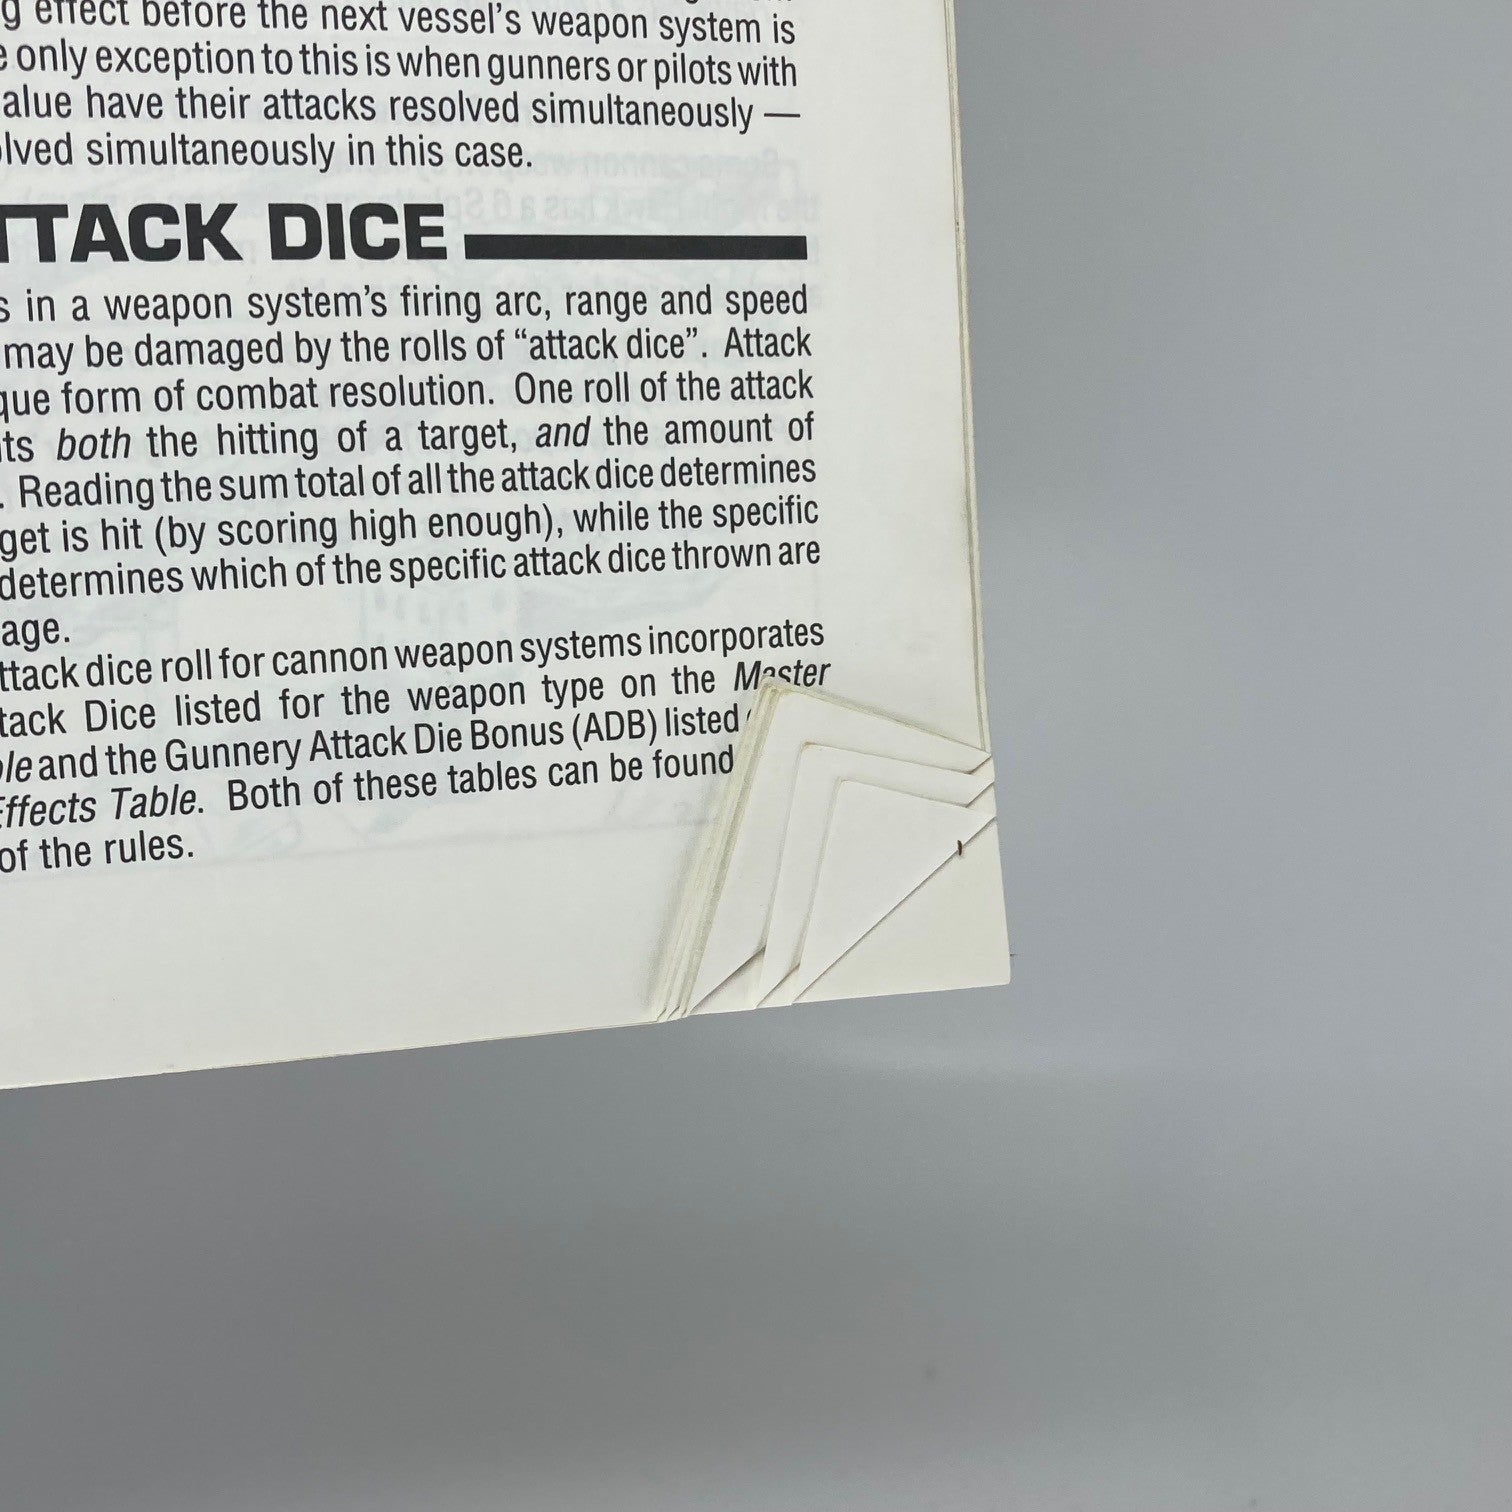 effect before the next vessel's weapon system is
only exception to this is when gunners or pilots with
have their attacks resolved simultaneously —
simultaneously in this case.
TTACK DICE
in a weapon system's firing arc, range and speed
may be damaged by the rolls of “attack dice”. Attack
que form of combat resolution. One roll of the attack
ts both the hitting of a target, and the amount of
. Reading the sum total of all the attack dice determines
get is hit (by scoring high enough), while the specific
determines which of the specific attack dice thrown are
age.
ttack dice roll for cannon weapon systems incorporates
tack Dice listed for the weapon type on the Master
le and the Gunnery Attack Die Bonus (ADB) listed
Effects Table. Both of these tables can be found
of the rules.